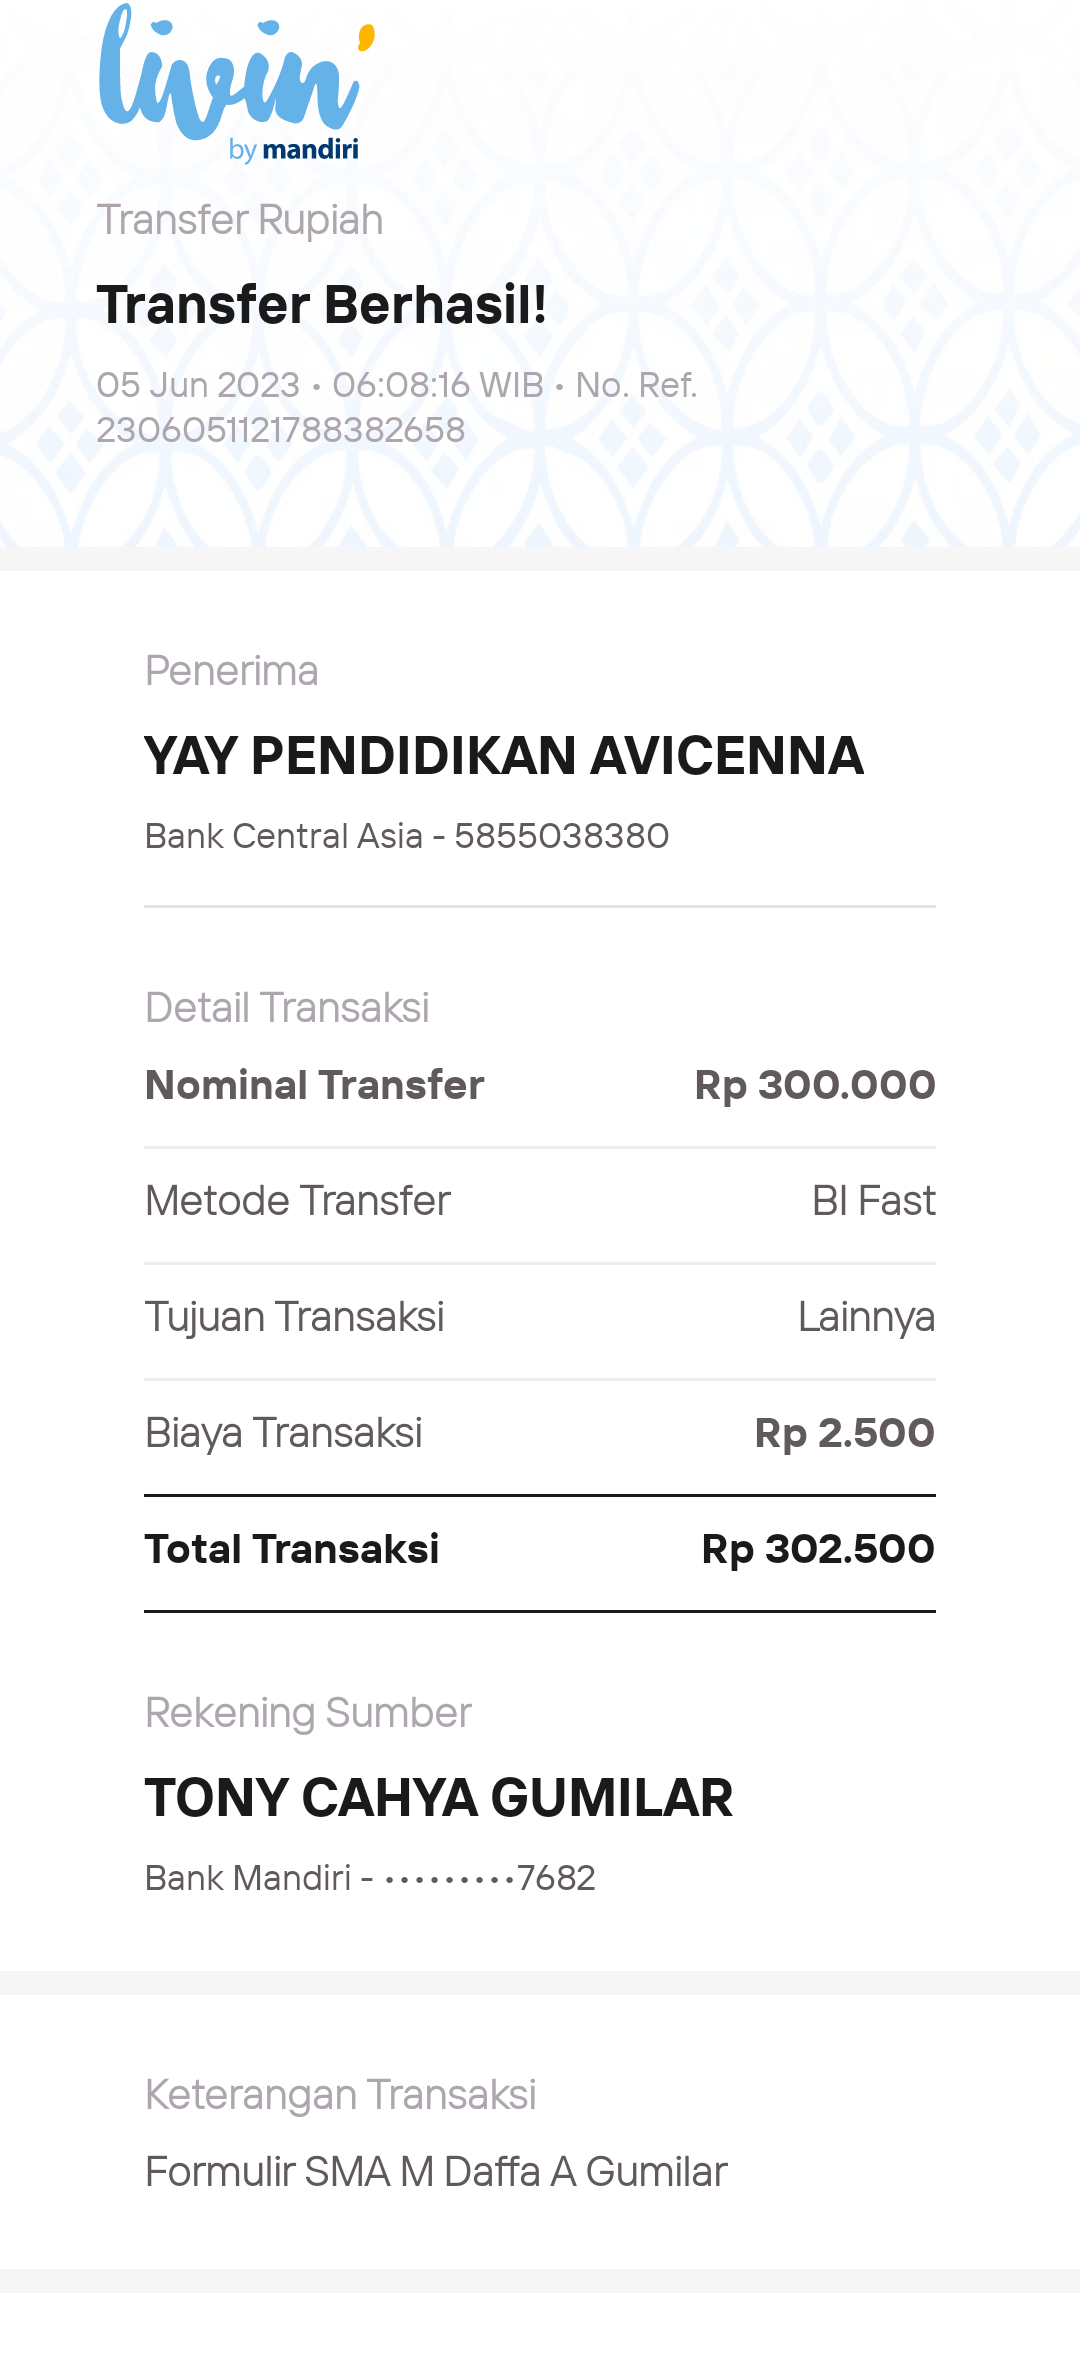 livin'
by mandiri
Transfer Rupiah
Transfer Berhasil!
05 Jun 2023 • 06:08:16 WIB • No. Ref.
2306051121788382658
Penerima
YAY PENDIDIKAN AVICENNA
Bank Central Asia - 5855038380
Detail Transaksi
Nominal Transfer Rp 300.000
Metode Transfer BI Fast
Tujuan Transaksi Lainnya
Biaya Transaksi Rp 2.500
Total Transaksi Rp 302.500
Rekening Sumber
TONY CAHYA GUMILAR
Bank Mandiri - •••••••••7682
Keterangan Transaksi
Formulir SMA M Daffa A Gumilar